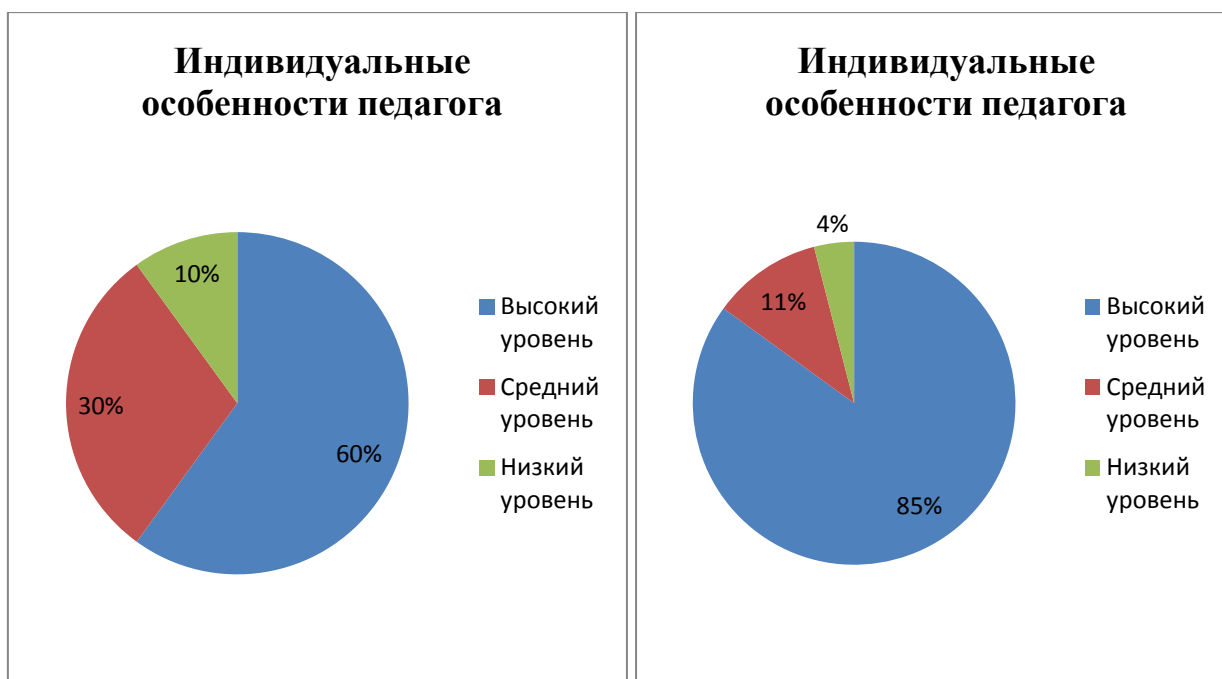 Индивидуальные
особенности педагога
10%
30%
60%
Высокий
уровень
Средний
уровень
Низкий
уровень
Индивидуальные
особенности педагога
4%
11%
85%
Высокий
уровень
Средний
уровень
Низкий
уровень